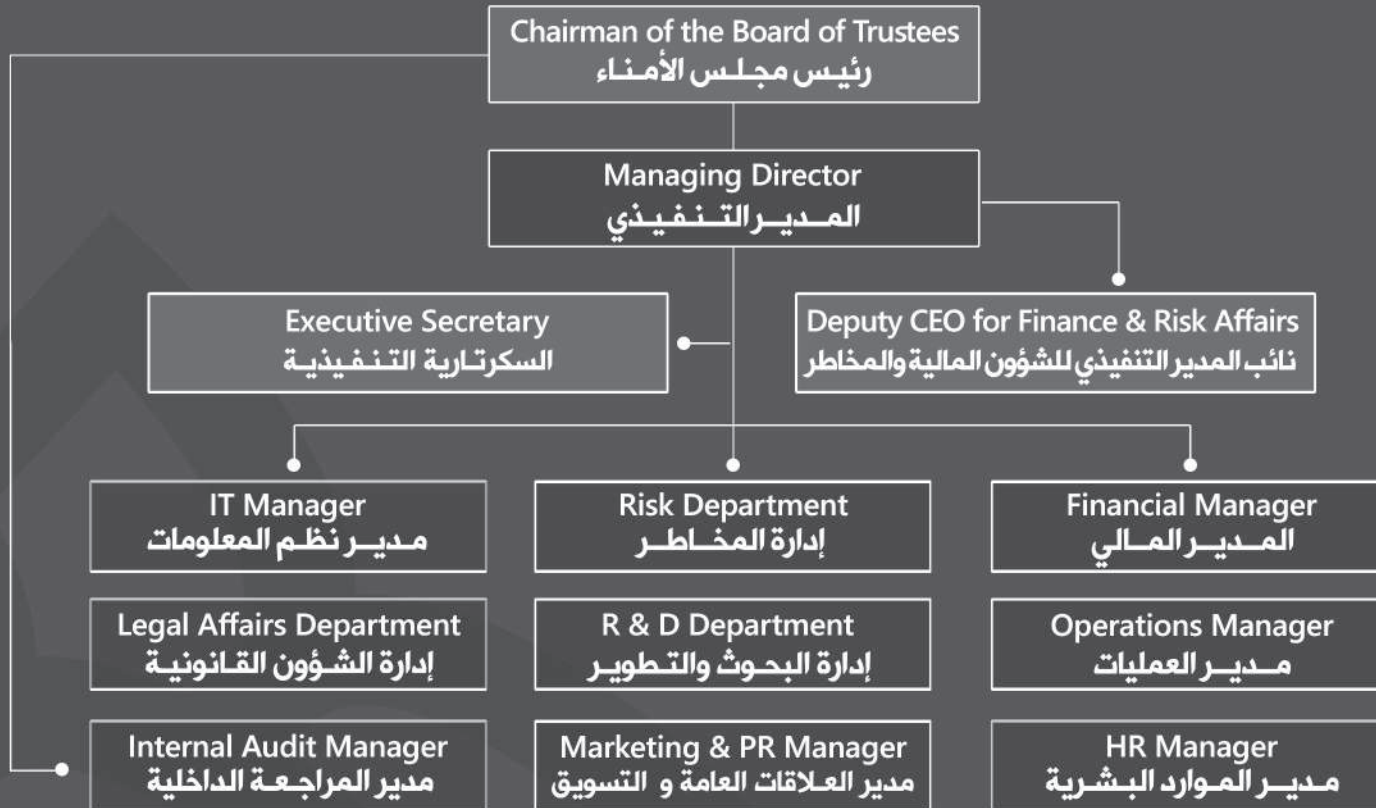 Chairman of the Board of Trustees
رئيس مجلس الأمناء
Managing Director
المدير التنفيذي
Executive Secretary
السكرتارية التنفيذية
Deputy CEO for Finance & Risk Affairs
نائب المدير التنفيذي للشؤون المالية والمخاطر
IT Manager
مدير نظم المعلومات
Risk Department
إدارة المخاطر
Financial Manager
المدير المالي
Legal Affairs Department
إدارة الشؤون القانونية
R & D Department
إدارة البحوث والتطوير
Operations Manager
مدير العمليات
Internal Audit Manager
مدير المراجعة الداخلية
Marketing & PR Manager
مدير العلاقات العامة و التسويق
HR Manager
مدير الموارد البشرية